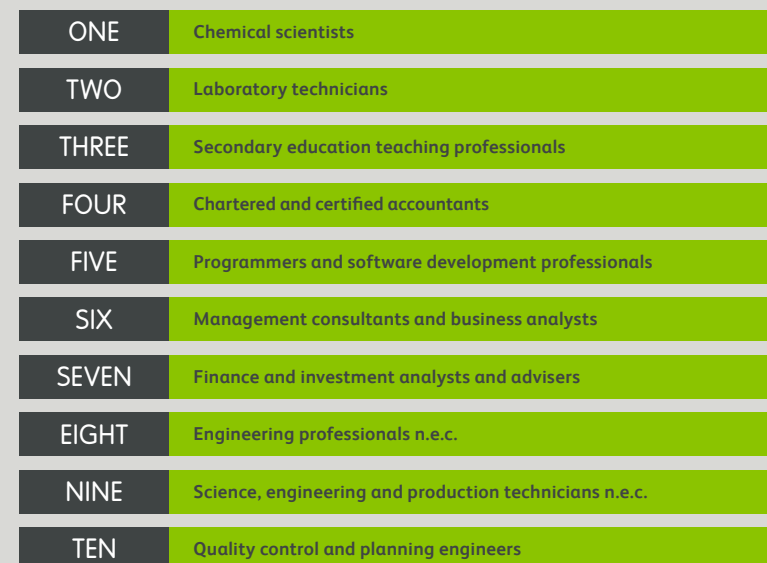 ONE Chemical scientists
TWO Laboratory technicians
THREE Secondary education teaching professionals
FOUR Chartered and certified accountants
FIVE Programmers and software development professionals
SIX Management consultants and business analysts
SEVEN Finance and investment analysts and advisers
EIGHT Engineering professionals n.e.c.
NINE Science, engineering and production technicians n.e.c.
TEN Quality control and planning engineers